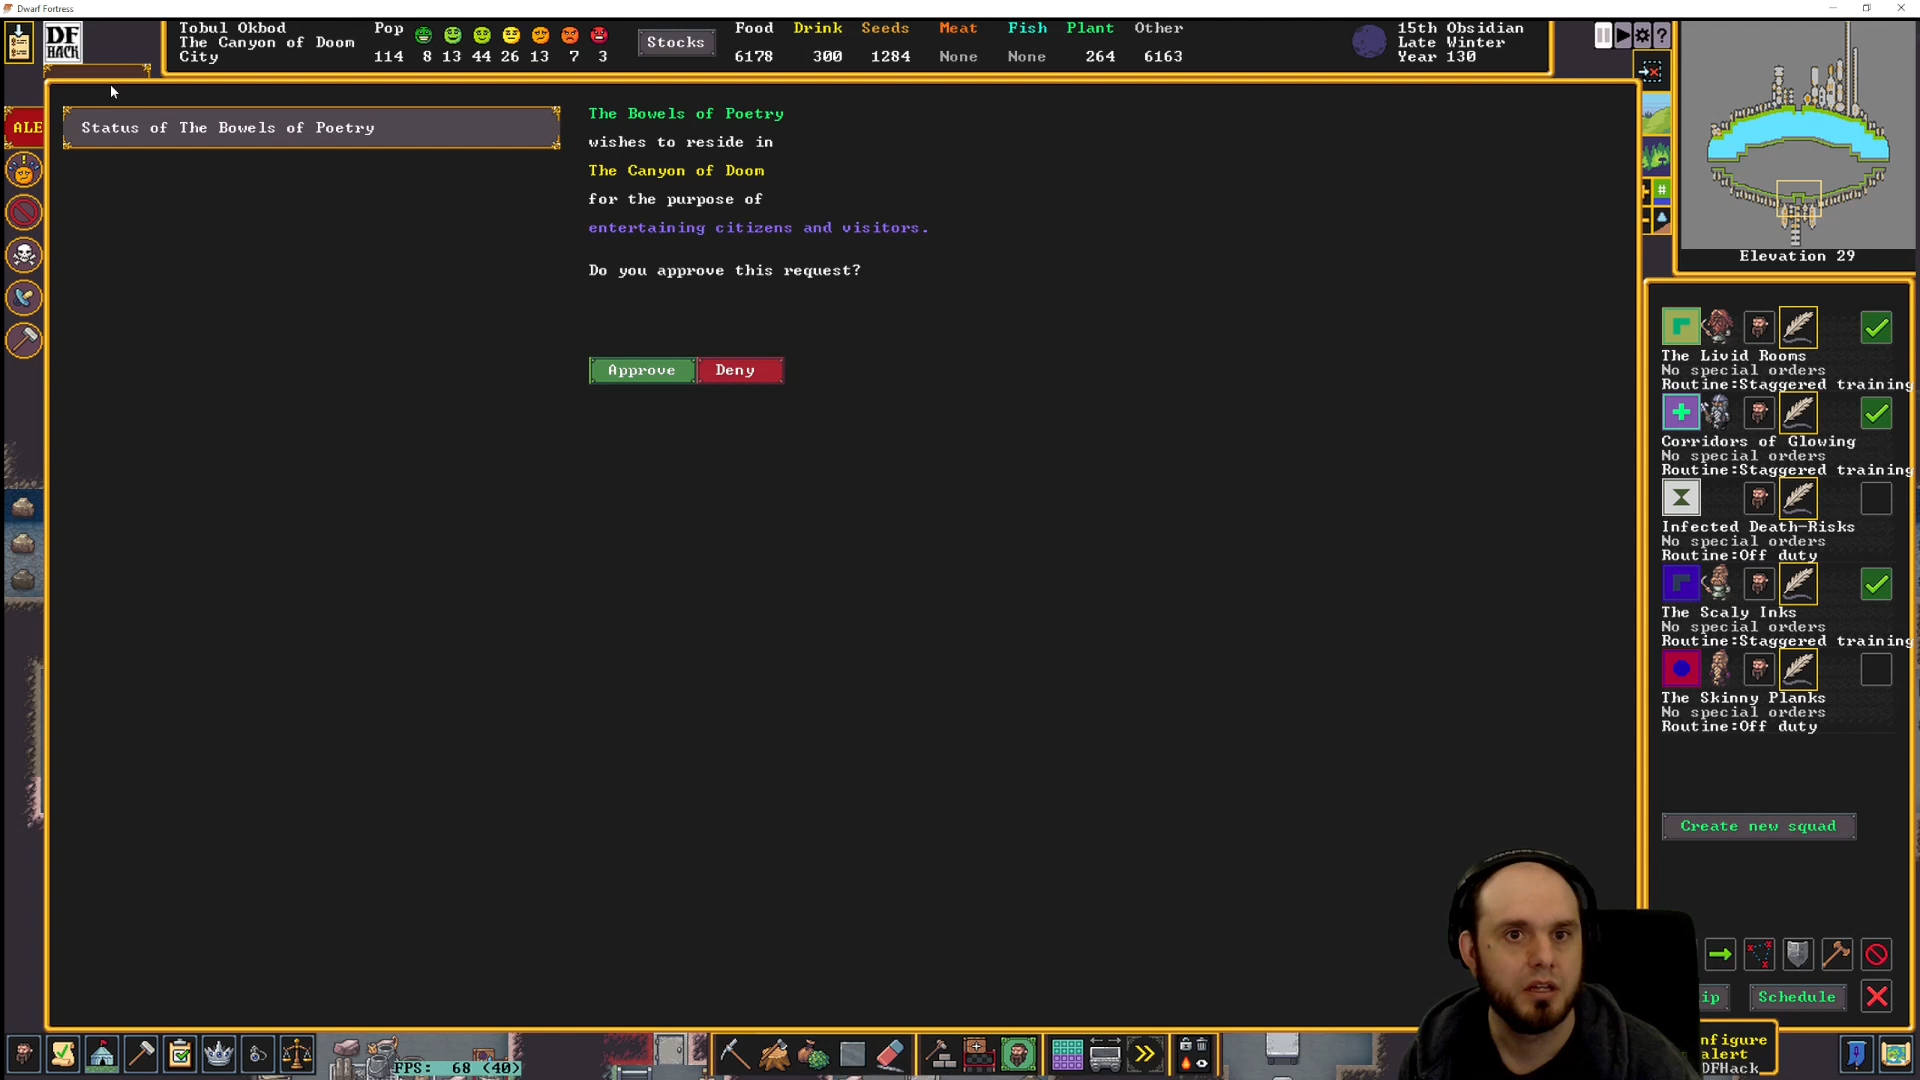 Dwarf Fortress
DF
HACK
Tobul Okbod
The Canyon of Doom
City
Pop
114 8 13 44 26 13 7 3
Stocks
Food Drink Seeds Meat Fish Plant Other
6178 300 1284 None None 264 6163
15th Obsidian
Late Winter
Year 130
?
#
Elevation 29
ALE
Status of The Bowels of Poetry
The Bowels of Poetry
wishes to reside in
The Canyon of Doom
for the purpose of
entertaining citizens and visitors.
Do you approve this request?
Approve Deny
The Livid Rooms
No special orders
Routine:Staggered training
Corridors of Glowing
No special orders
Routine:Staggered training
Infected Death-Risks
No special orders
Routine:Off duty
The Scaly Inks
No special orders
Routine:Staggered training
The Skinny Planks
No special orders
Routine:Off duty
Create new squad
ip Schedule
nfigure
alert
DFHack
FPS: 68 (40)